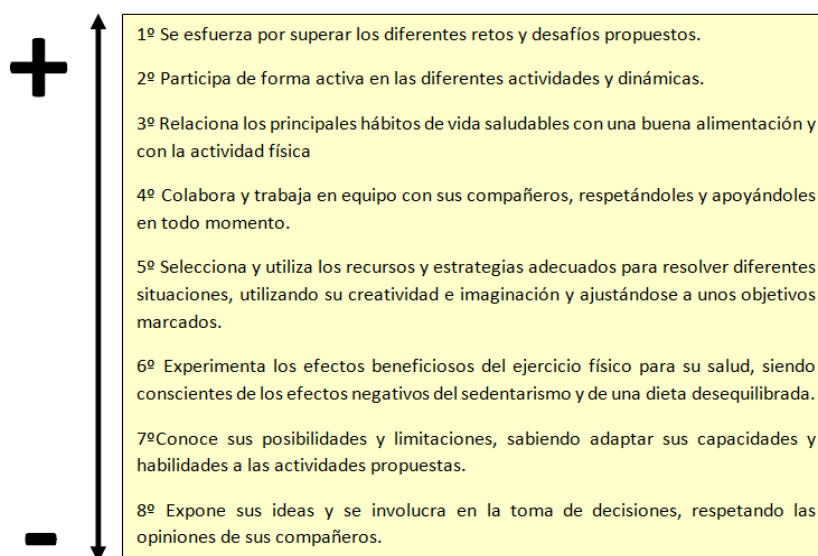 +
1º Se esfuerza por superar los diferentes retos y desafíos propuestos.
2º Participa de forma activa en las diferentes actividades y dinámicas.
3º Relaciona los principales hábitos de vida saludables con una buena alimentación y
con la actividad física
4º Colabora y trabaja en equipo con sus compañeros, respetándoles y apoyándoles
en todo momento.
5º Selecciona y utiliza los recursos y estrategias adecuados para resolver diferentes
situaciones, utilizando su creatividad e imaginación y ajustándose a unos objetivos
marcados.
6º Experimenta los efectos beneficiosos del ejercicio físico para su salud, siendo
conscientes de los efectos negativos del sedentarismo y de una dieta desequilibrada.
7ºConoce sus posibilidades y limitaciones, sabiendo adaptar sus capacidades y
habilidades a las actividades propuestas.
8º Expone sus ideas y se involucra en la toma de decisiones, respetando las
opiniones de sus compañeros.
-